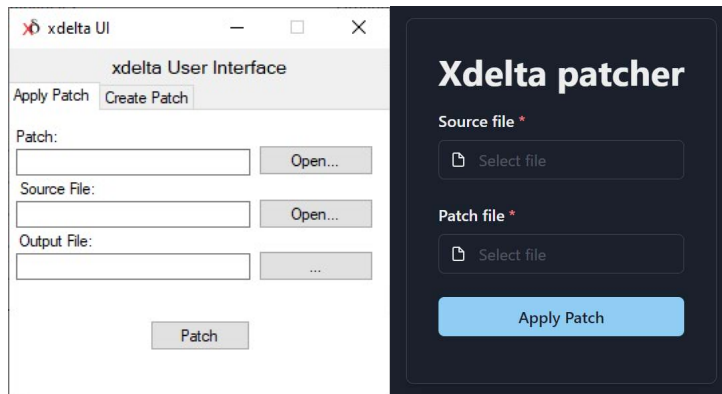 xdelta UI
xdelta User Interface
Apply Patch
Create Patch
Patch:
Open...
Source File:
Open...
Output File:
...
Patch
Xdelta patcher
Source file *
Select file
Patch file *
Select file
Apply Patch